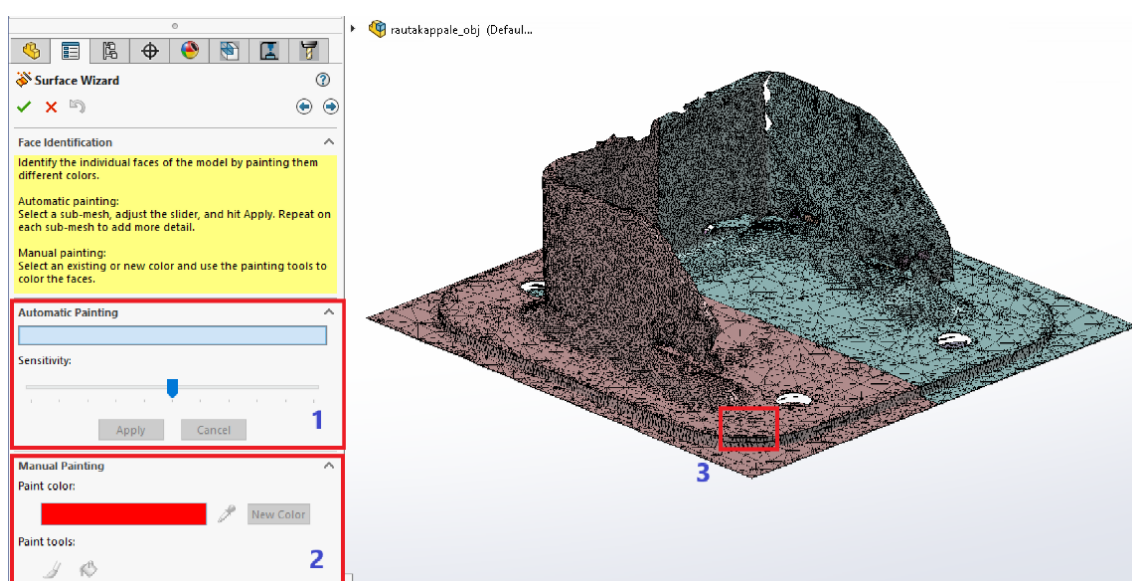 rautakappale_obj (Defaul...
Surface Wizard
Face Identification
Identify the individual faces of the model by painting them
different colors.
Automatic painting:
Select a sub-mesh, adjust the slider, and hit Apply. Repeat on
each sub-mesh to add more detail.
Manual painting:
Select an existing or new color and use the painting tools to
color the faces.
Automatic Painting
Sensitivity:
Apply Cancel
1
Manual Painting
Paint color:
New Color
Paint tools:
2
3